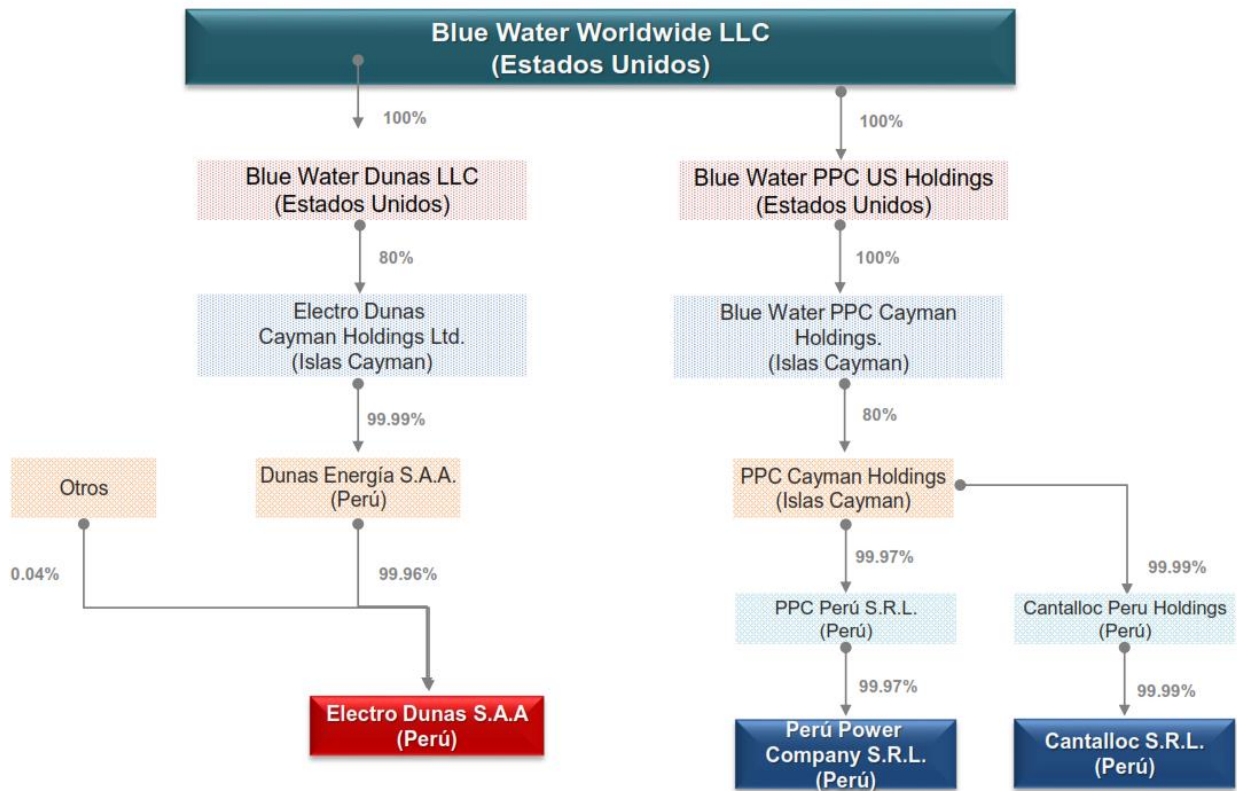 Blue Water Worldwide LLC
(Estados Unidos)
100%
100%
Blue Water Dunas LLC
(Estados Unidos)
Blue Water PPC US Holdings
(Estados Unidos)
80%
100%
Electro Dunas
Cayman Holdings Ltd.
(Islas Cayman)
Blue Water PPC Cayman
Holdings.
(Islas Cayman)
99.99%
80%
Otros
Dunas Energía S.A.A.
(Perú)
PPC Cayman Holdings
(Islas Cayman)
0.04%
99.96%
99.97%
99.99%
PPC Perú S.R.L.
(Perú)
Cantalloc Peru Holdings
(Perú)
99.97%
99.99%
Electro Dunas S.A.A
(Perú)
Perú Power
Company S.R.L.
(Perú)
Cantalloc S.R.L.
(Perú)